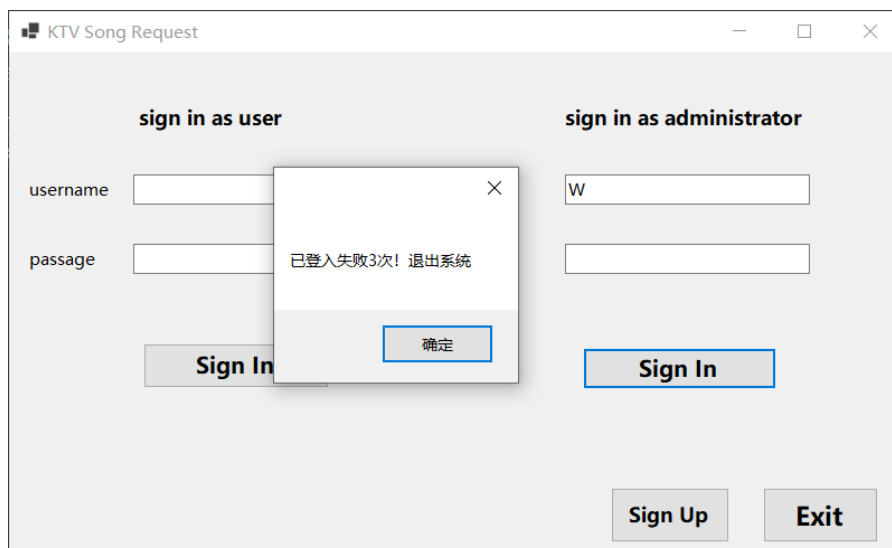 KTV Song Request
sign in as user
sign in as administrator
username
W
passage
已登入失败3次！退出系统
确定
Sign In
Sign In
Sign Up
Exit